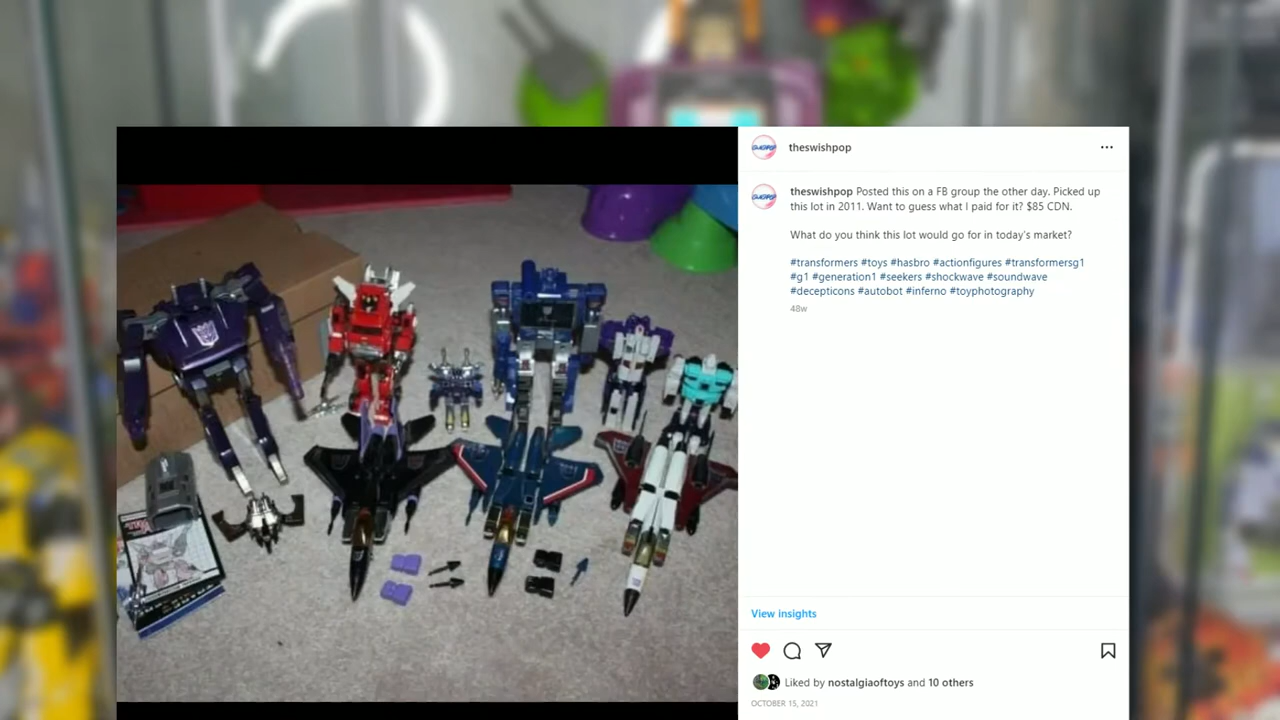 theswishpop
theswishpop Posted this on a FB group the other day. Picked up
this lot in 2011. Want to guess what I paid for it? $85 CDN.
What do you think this lot would go for in today's market?
#transformers #toys #hasbro #actionfigures #transformersg1
#g1 #generation1 #seekers #shockwave #soundwave
#decepticons #autobot #inferno #toyphotography
48w
View insights
Liked by nostalgiaoftoys and 10 others
OCTOBER 15, 2021